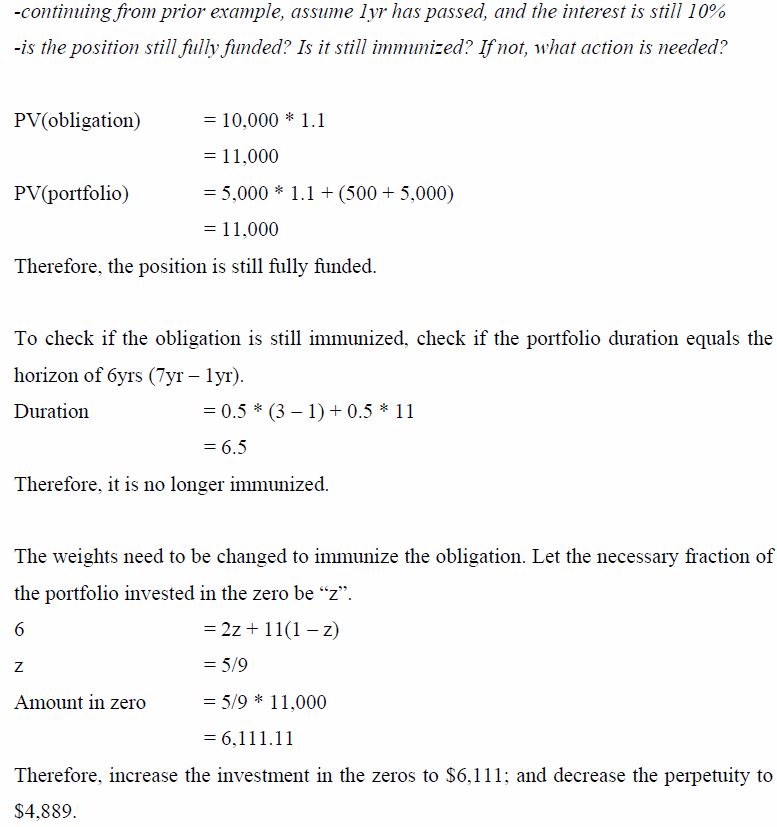 -continuing from prior example, assume 1yr has passed, and the interest is still 10%
-is the position still fully funded? Is it still immunized? If not, what action is needed?
PV(obligation) = 10,000 * 1.1
= 11,000
PV(portfolio) = 5,000 * 1.1 + (500 + 5,000)
= 11,000
Therefore, the position is still fully funded.
To check if the obligation is still immunized, check if the portfolio duration equals the
horizon of 6yrs (7yr – 1yr).
Duration = 0.5 * (3 – 1) + 0.5 * 11
= 6.5
Therefore, it is no longer immunized.
The weights need to be changed to immunize the obligation. Let the necessary fraction of
the portfolio invested in the zero be “z”.
6 = 2z + 11(1 – z)
z = 5/9
Amount in zero = 5/9 * 11,000
= 6,111.11
Therefore, increase the investment in the zeros to $6,111; and decrease the perpetuity to
$4,889.